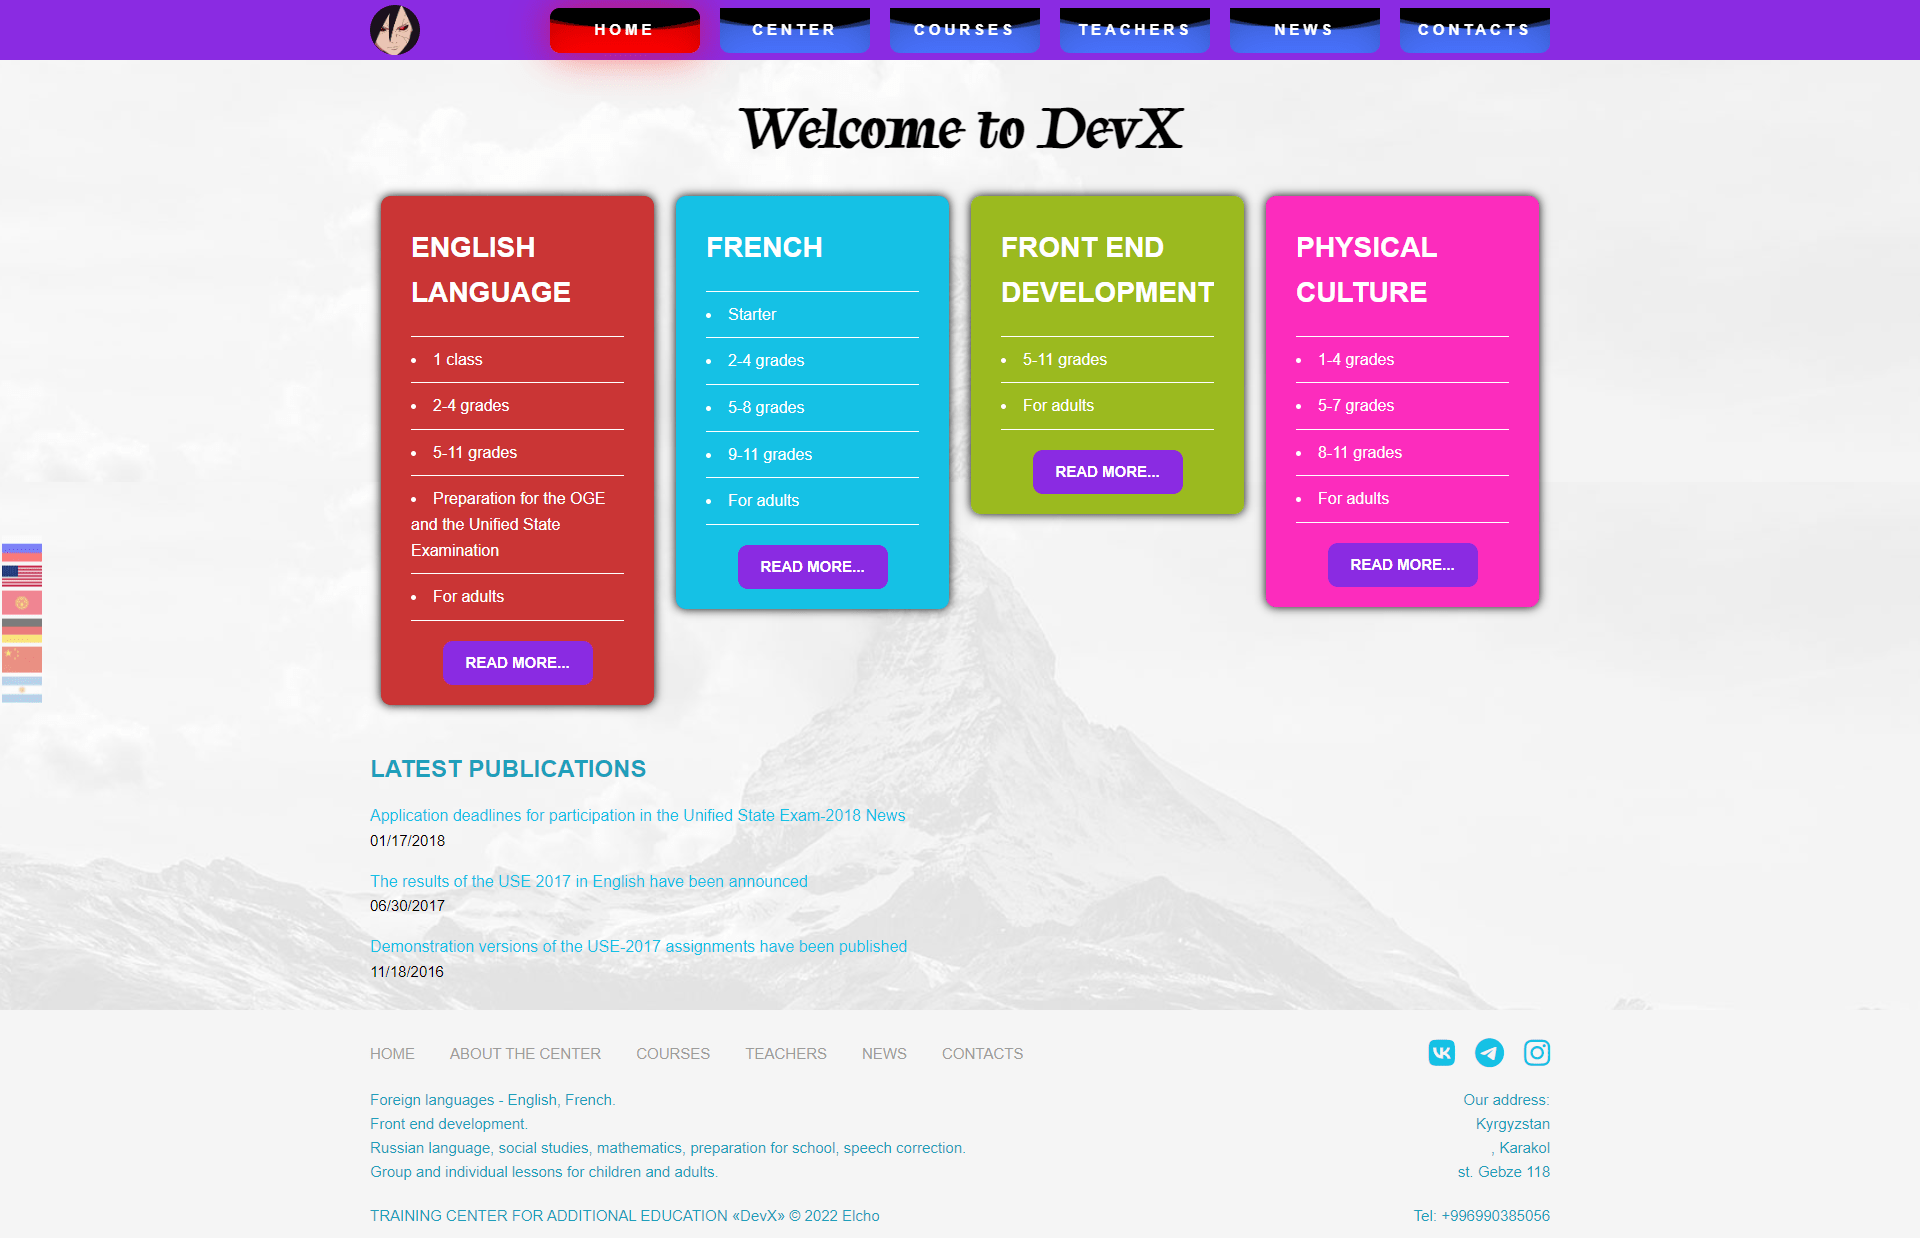 HOME CENTER COURSES TEACHERS NEWS CONTACTS
Welcome to DevX
ENGLISH
LANGUAGE
• 1 class
• 2-4 grades
• 5-11 grades
• Preparation for the OGE
and the Unified State
Examination
• For adults
READ MORE...
FRENCH
• Starter
• 2-4 grades
• 5-8 grades
• 9-11 grades
• For adults
READ MORE...
FRONT END
DEVELOPMENT
• 5-11 grades
• For adults
READ MORE...
PHYSICAL
CULTURE
• 1-4 grades
• 5-7 grades
• 8-11 grades
• For adults
READ MORE...
LATEST PUBLICATIONS
Application deadlines for participation in the Unified State Exam-2018 News
01/17/2018
The results of the USE 2017 in English have been announced
06/30/2017
Demonstration versions of the USE-2017 assignments have been published
11/18/2016
HOME ABOUT THE CENTER COURSES TEACHERS NEWS CONTACTS
Foreign languages - English, French.
Front end development.
Russian language, social studies, mathematics, preparation for school, speech correction.
Group and individual lessons for children and adults.
Our address:
Kyrgyzstan
, Karakol
st. Gebze 118
TRAINING CENTER FOR ADDITIONAL EDUCATION «DevX» © 2022 Elcho
Tel: +996990385056